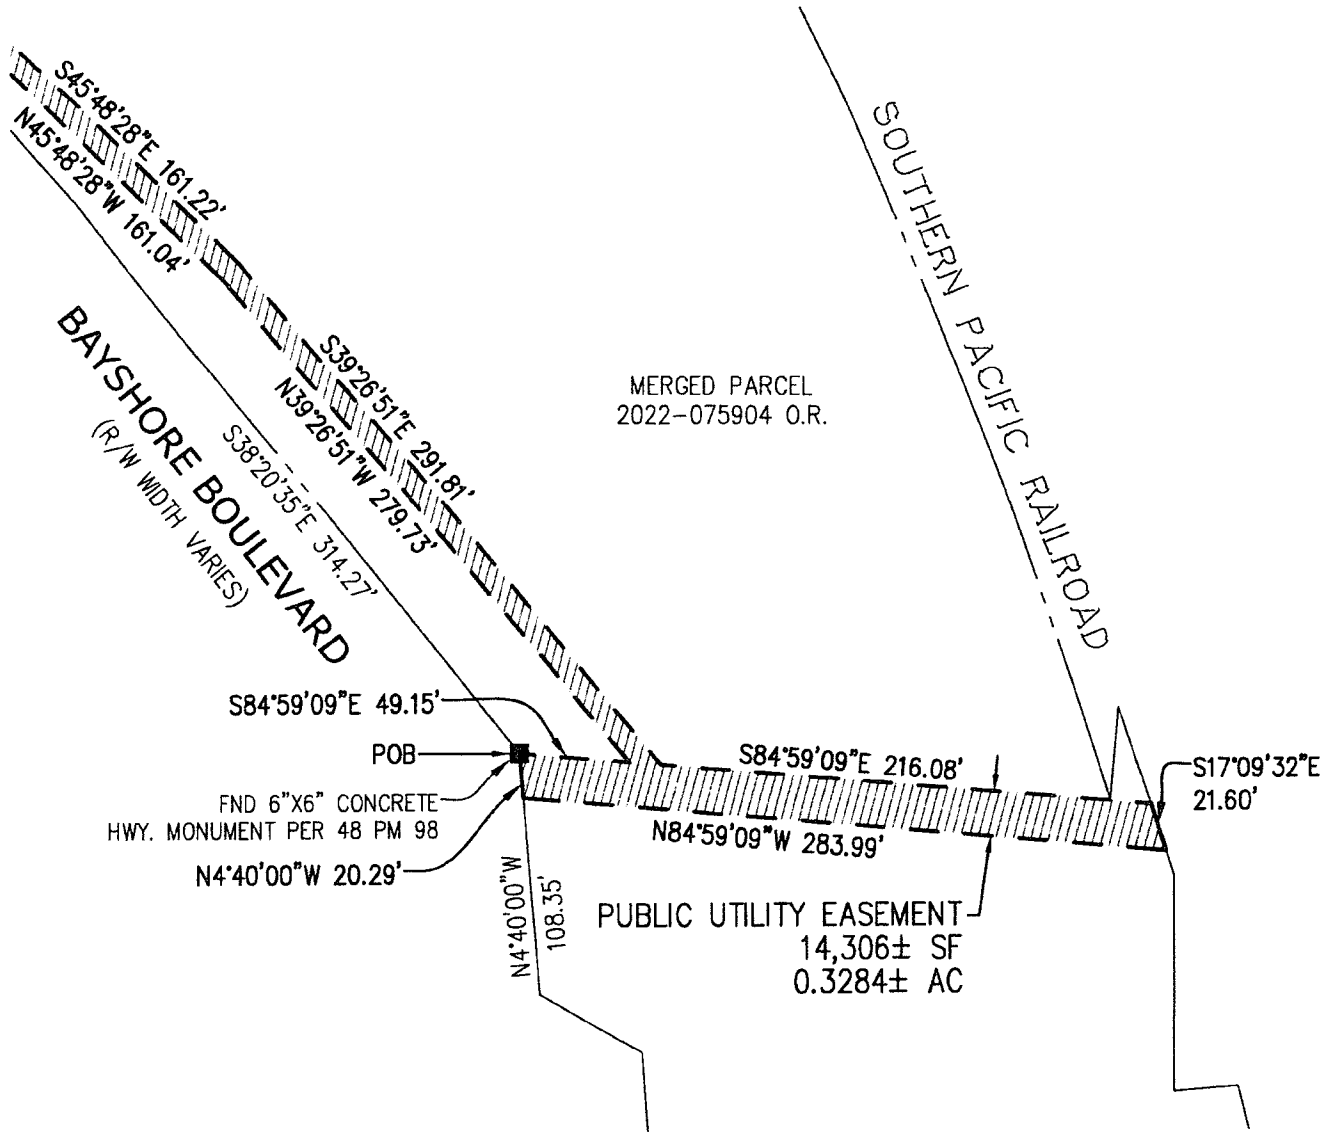 S45°48'28"E 161.22'
N45°48'28"W 161.04'
SOUTHERN PACIFIC RAILROAD
BAYSHORE BOULEVARD
(R/W WIDTH VARIES)
S39°26'51"E 291.81'
N39°26'51"W 279.73'
S38°20'35"E 314.27'
MERGED PARCEL
2022-075904 O.R.
S84°59'09"E 49.15'
POB
FND 6"X6" CONCRETE
HWY. MONUMENT PER 48 PM 98
N4°40'00"W 20.29'
S84°59'09"E 216.08'
N84°59'09"W 283.99'
S17°09'32"E
21.60'
N4°40'00"W
108.35'
PUBLIC UTILITY EASEMENT
14,306± SF
0.3284± AC